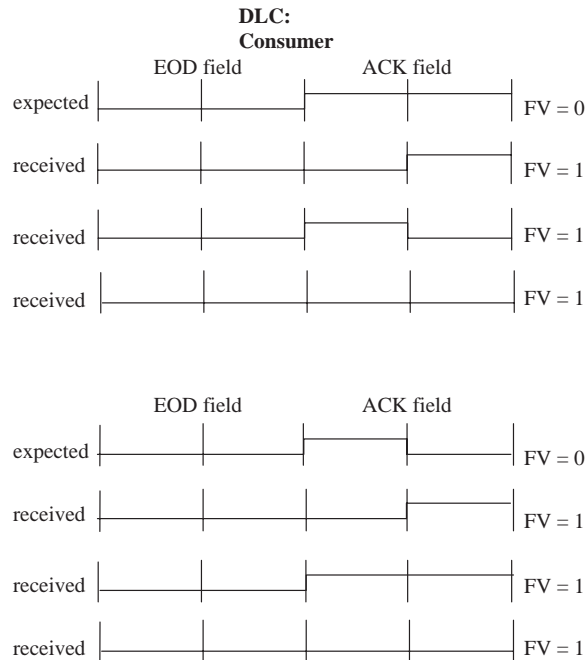 DLC:
Consumer
EOD field ACK field
expected FV = 0
received FV = 1
received FV = 1
received FV = 1
EOD field ACK field
expected FV = 0
received FV = 1
received FV = 1
received FV = 1